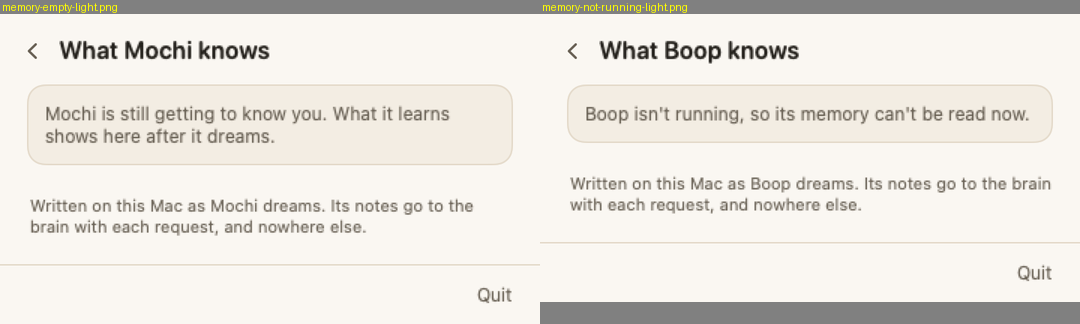 memory-empty-light.png
What Mochi knows
Mochi is still getting to know you. What it learns
shows here after it dreams.
Written on this Mac as Mochi dreams. Its notes go to the
brain with each request, and nowhere else.
Quit
memory-not-running-light.png
What Boop knows
Boop isn't running, so its memory can't be read now.
Written on this Mac as Boop dreams. Its notes go to the brain
with each request, and nowhere else.
Quit